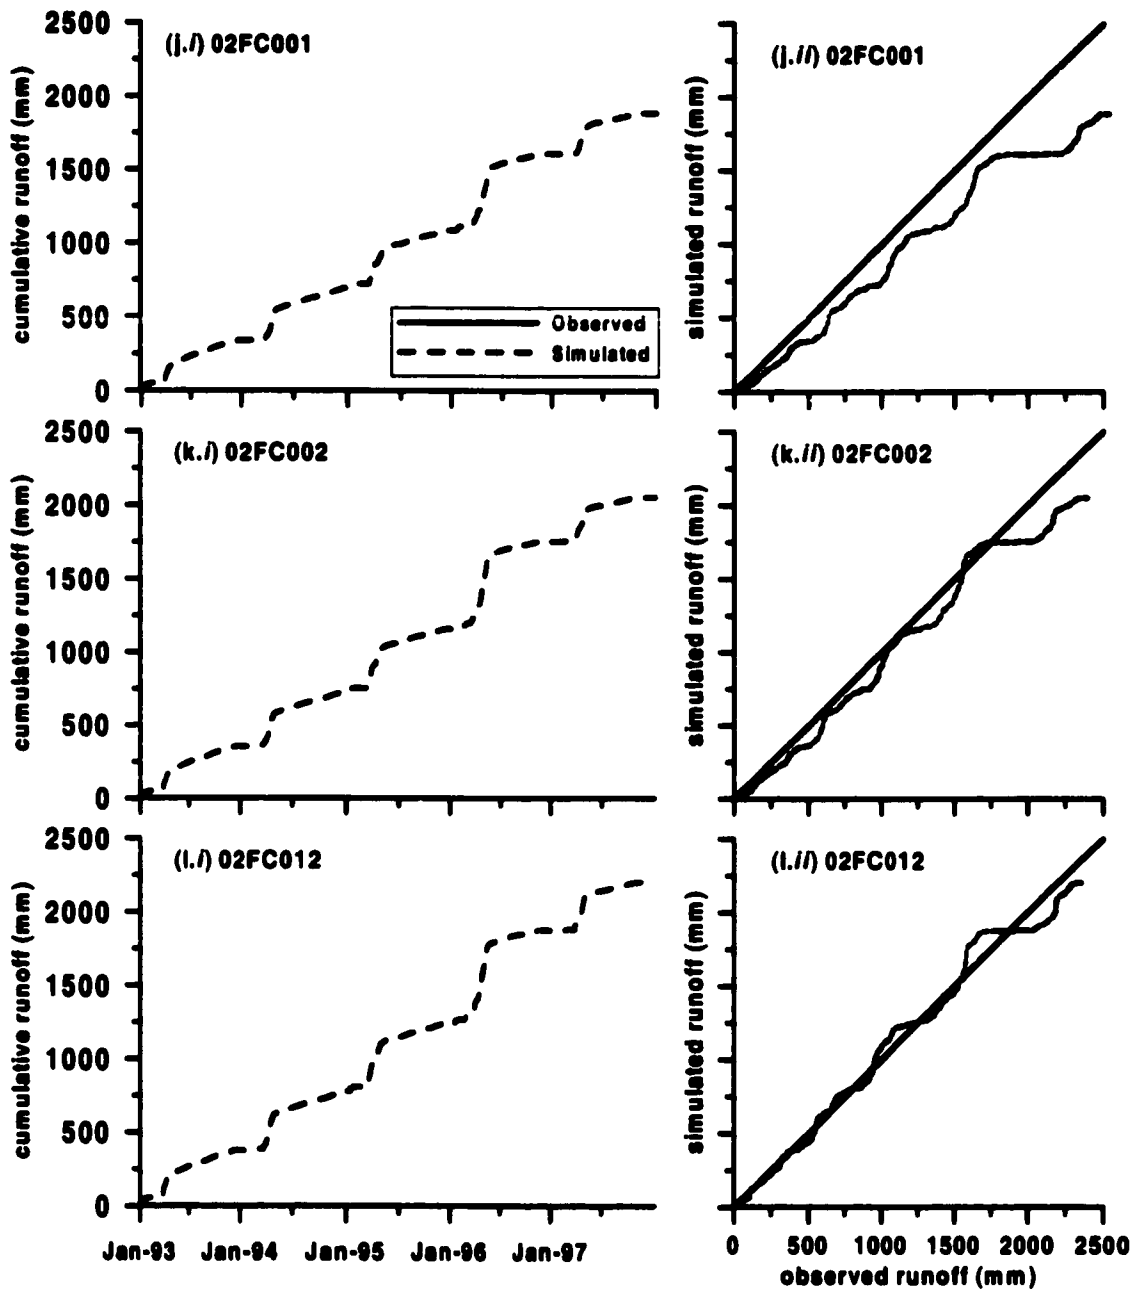 (j.i) 02FC001
cumulative runoff (mm)
2500
2000
1500
1000
500
0
Observed
Simulated
(j.ii) 02FC001
simulated runoff (mm)
(k.i) 02FC002
cumulative runoff (mm)
2500
2000
1500
1000
500
0
(k.ii) 02FC002
simulated runoff (mm)
(l.i) 02FC012
cumulative runoff (mm)
2500
2000
1500
1000
500
0
Jan-93 Jan-94 Jan-95 Jan-96 Jan-97
(l.ii) 02FC012
simulated runoff (mm)
0 500 1000 1500 2000 2500
observed runoff (mm)